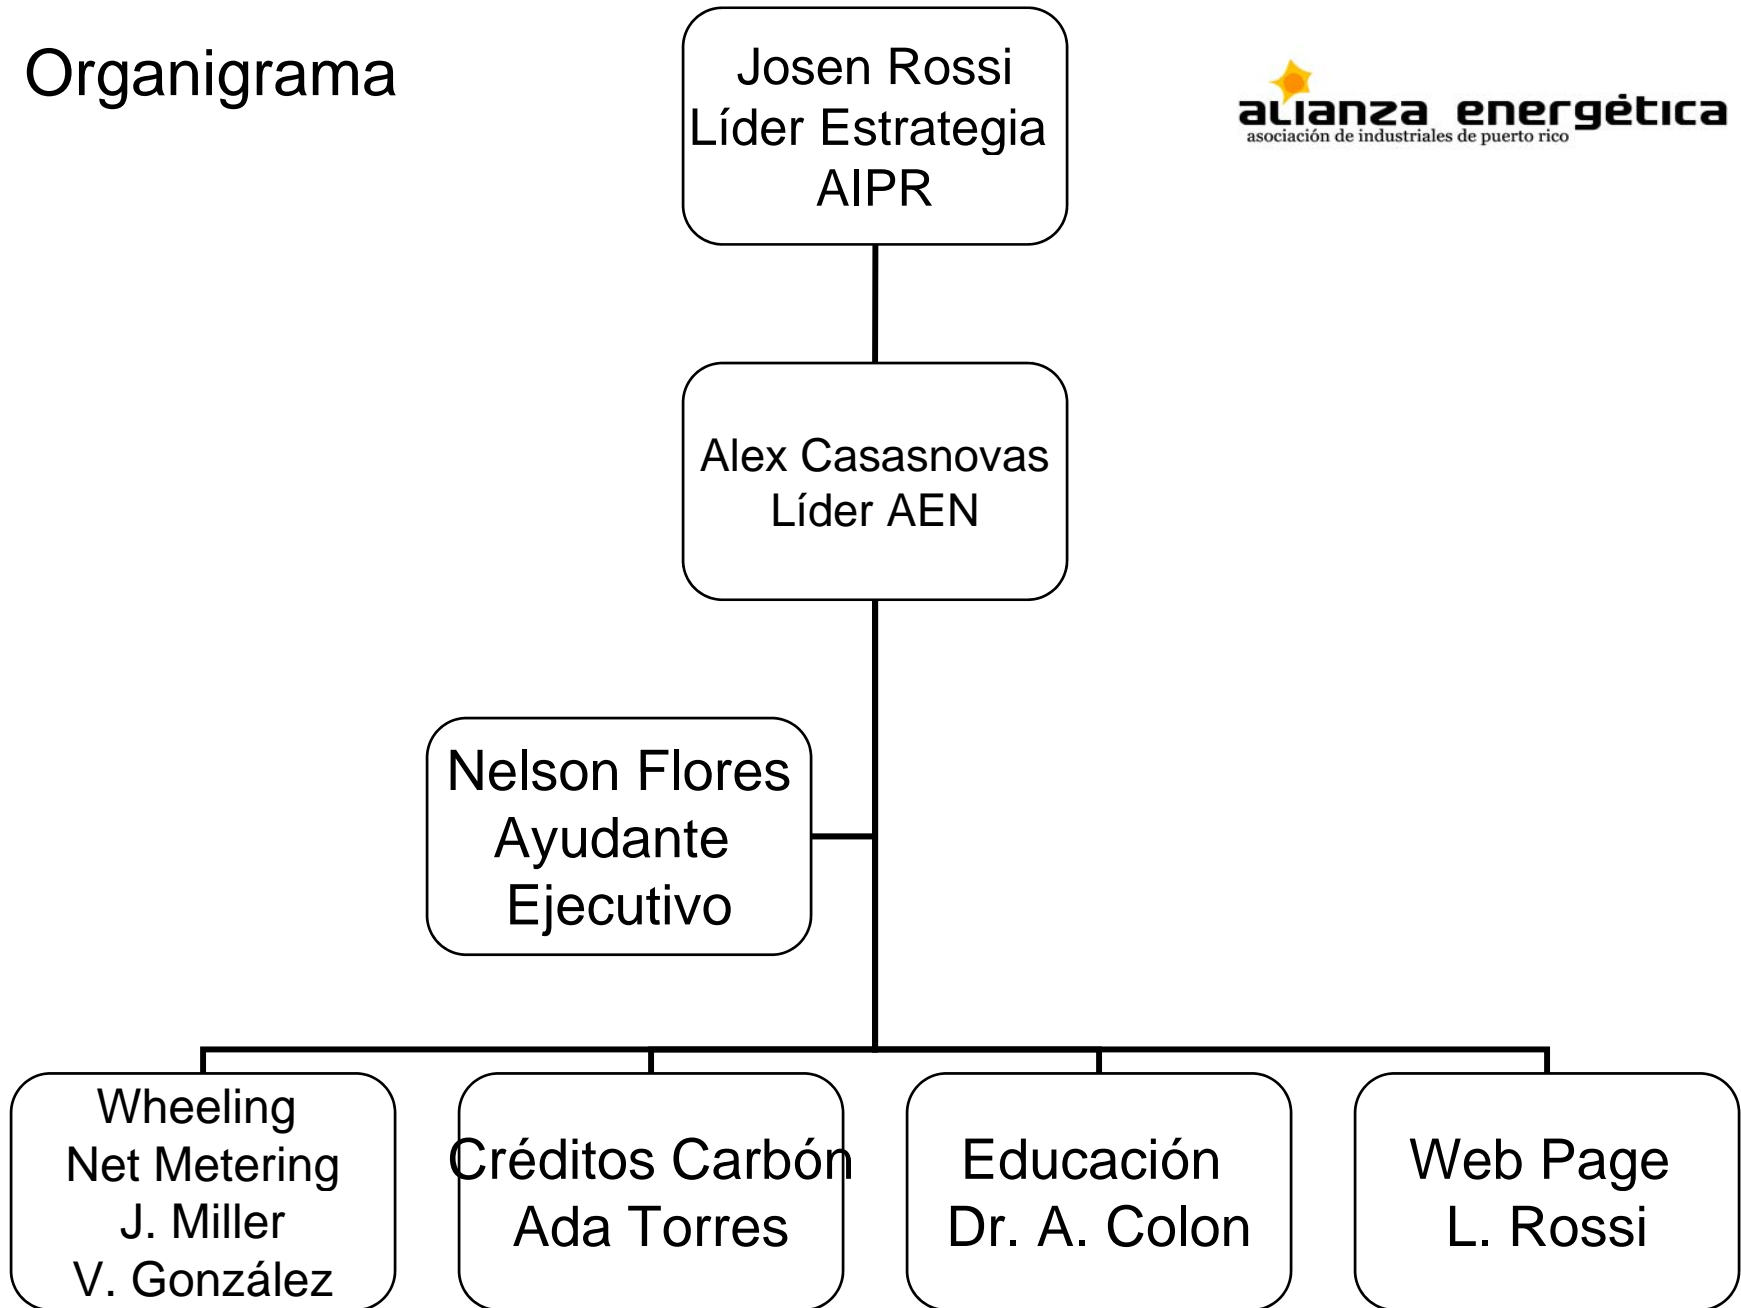 Organigrama
Josen Rossi
Líder Estrategia
AIPR
alianza energética
asociación de industriales de puerto rico
Alex Casasnovas
Líder AEN
Nelson Flores
Ayudante
Ejecutivo
Wheeling
Net Metering
J. Miller
V. González
Créditos Carbón
Ada Torres
Educación
Dr. A. Colon
Web Page
L. Rossi